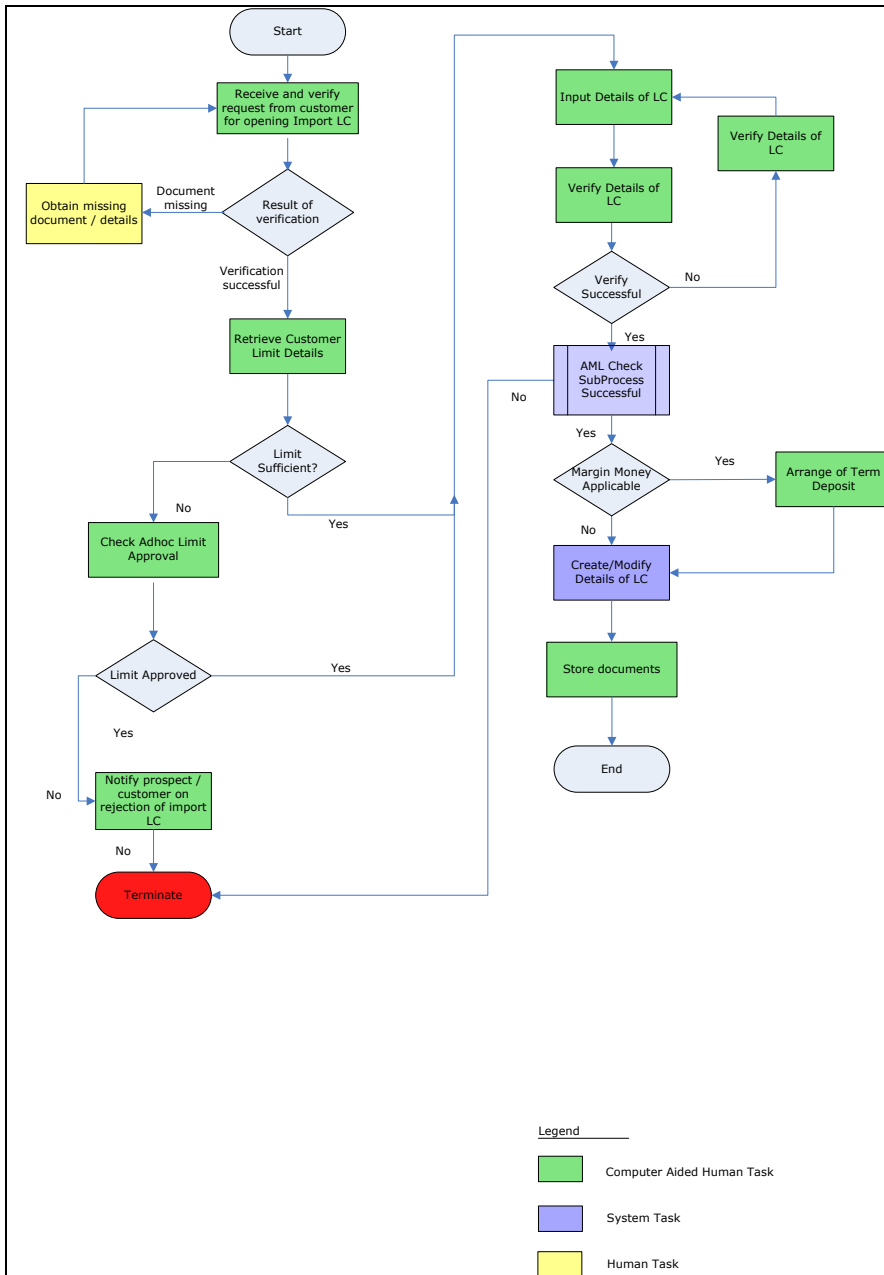 Start
Receive and verify
request from customer
for opening Import LC
Document
missing
Obtain missing
document / details
Result of
verification
Verification
successful
Retrieve Customer
Limit Details
Limit
Sufficient?
No
Yes
Check Adhoc Limit
Approval
Limit Approved
Yes
Yes
No
Notify prospect /
customer on
rejection of import
LC
No
Terminate
Input Details of LC
Verify Details of
LC
Verify Details of
LC
Verify
Successful
No
Yes
AML Check
SubProcess
Successful
No
Yes
Margin Money
Applicable
Yes
Arrange of Term
Deposit
No
Create/Modify
Details of LC
Store documents
End
Legend
Computer Aided Human Task
System Task
Human Task